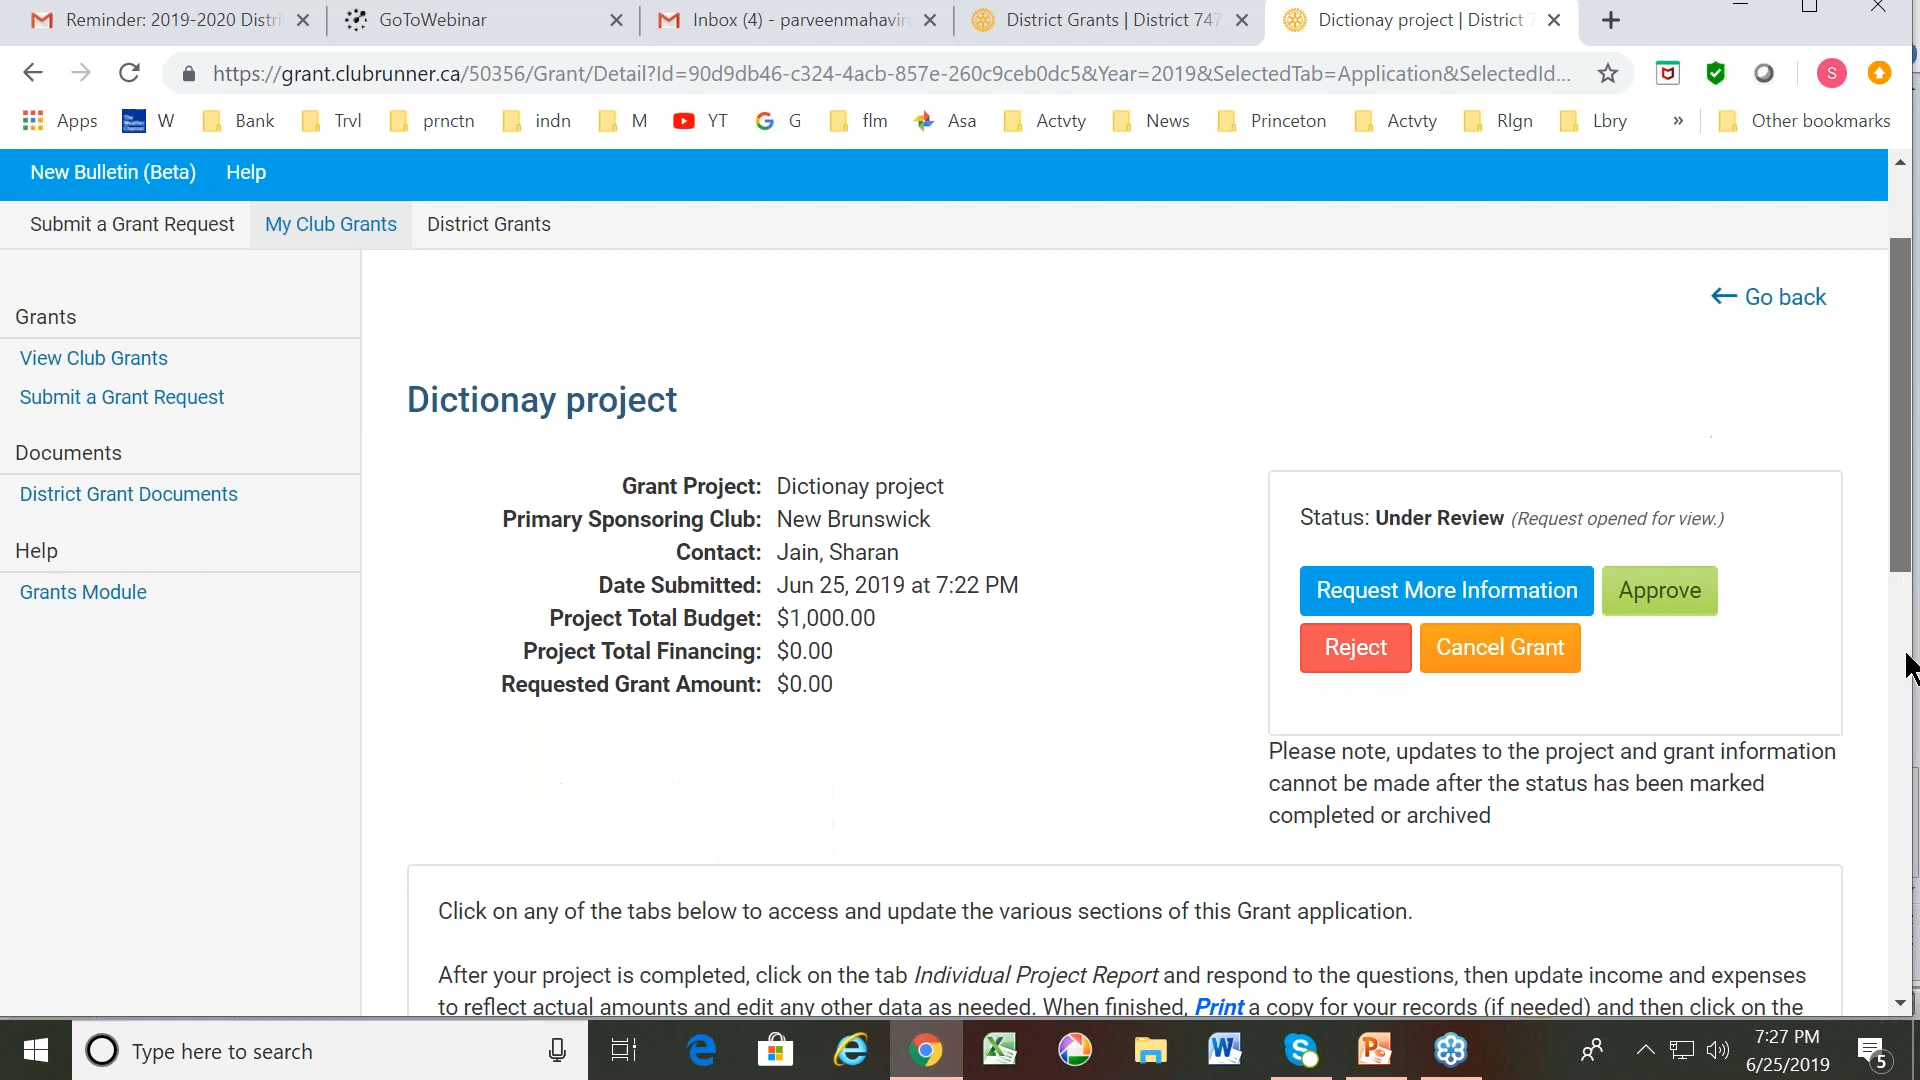 Reminder: 2019-2020 Distri
GoToWebinar
Inbox (4) - parveenmahavir
District Grants | District 747
Dictionay project | District 7
https://grant.clubrunner.ca/50356/Grant/Detail?Id=90d9db46-c324-4acb-857e-260c9ceb0dc5&Year=2019&SelectedTab=Application&SelectedId...
S
Apps
W
Bank
Trvl
prnctn
indn
M
YT
G
flm
Asa
Actvty
News
Princeton
Actvty
Rlgn
Lbry
»
Other bookmarks
New Bulletin (Beta)
Help
Submit a Grant Request
My Club Grants
District Grants
Grants
View Club Grants
Submit a Grant Request
Documents
District Grant Documents
Help
Grants Module
Go back
Dictionay project
Grant Project: Dictionay project
Primary Sponsoring Club: New Brunswick
Contact: Jain, Sharan
Date Submitted: Jun 25, 2019 at 7:22 PM
Project Total Budget: $1,000.00
Project Total Financing: $0.00
Requested Grant Amount: $0.00
Status: Under Review (Request opened for view.)
Request More Information
Approve
Reject
Cancel Grant
Please note, updates to the project and grant information
cannot be made after the status has been marked
completed or archived
Click on any of the tabs below to access and update the various sections of this Grant application.
After your project is completed, click on the tab Individual Project Report and respond to the questions, then update income and expenses
to reflect actual amounts and edit any other data as needed. When finished, Print a copy for your records (if needed) and then click on the
Type here to search
7:27 PM
6/25/2019
5